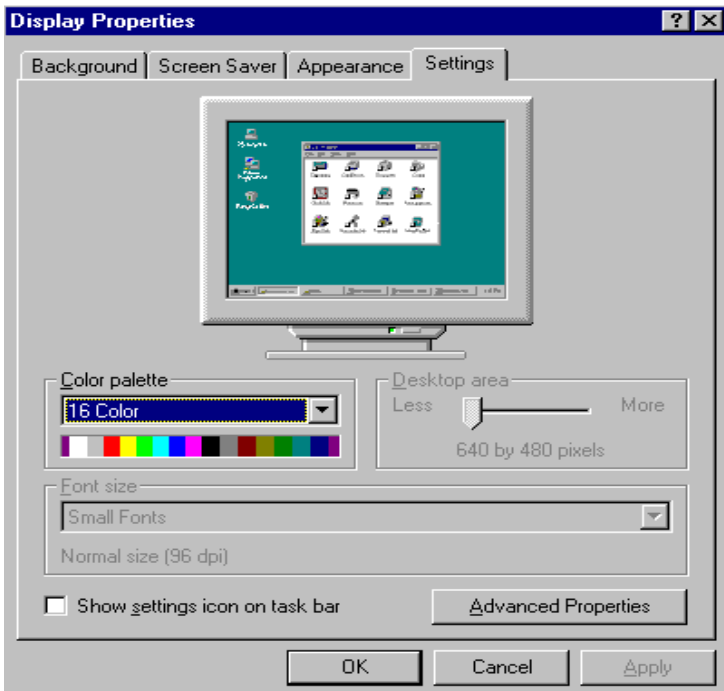 Display Properties
Background Screen Saver Appearance Settings
Color palette
16 Color
Desktop area
Less More
640 by 480 pixels
Font size
Small Fonts
Normal size (96 dpi)
Show settings icon on task bar
Advanced Properties
OK Cancel Apply